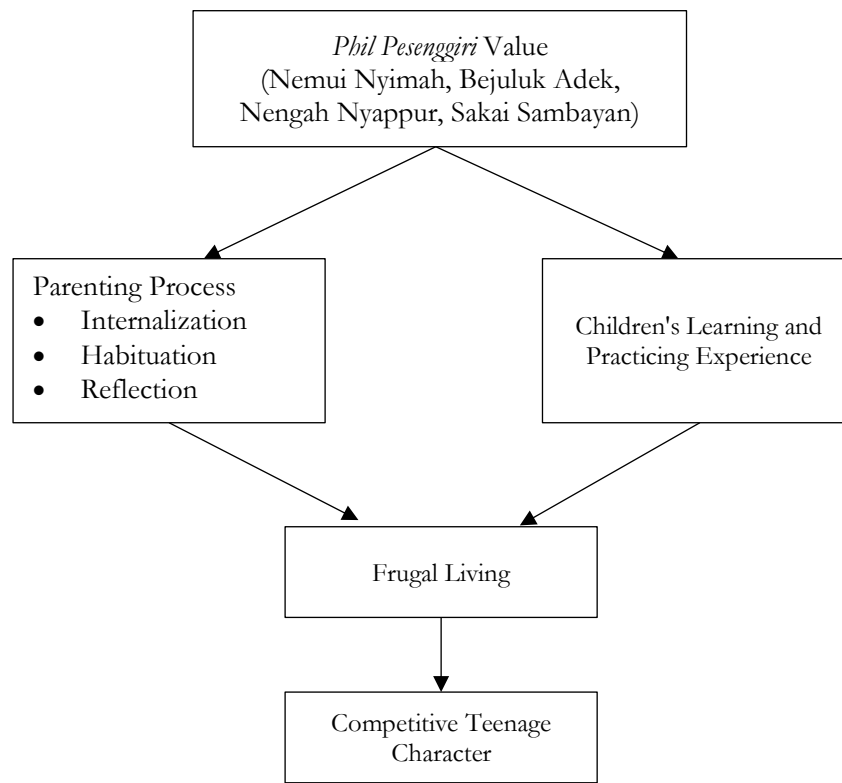 Phil Pesenggiri Value
(Nemui Nyimah, Bejuluk Adek,
Nengah Nyappur, Sakai Sambayan)
Parenting Process
• Internalization
• Habituation
• Reflection
Children's Learning and
Practicing Experience
Frugal Living
Competitive Teenage
Character